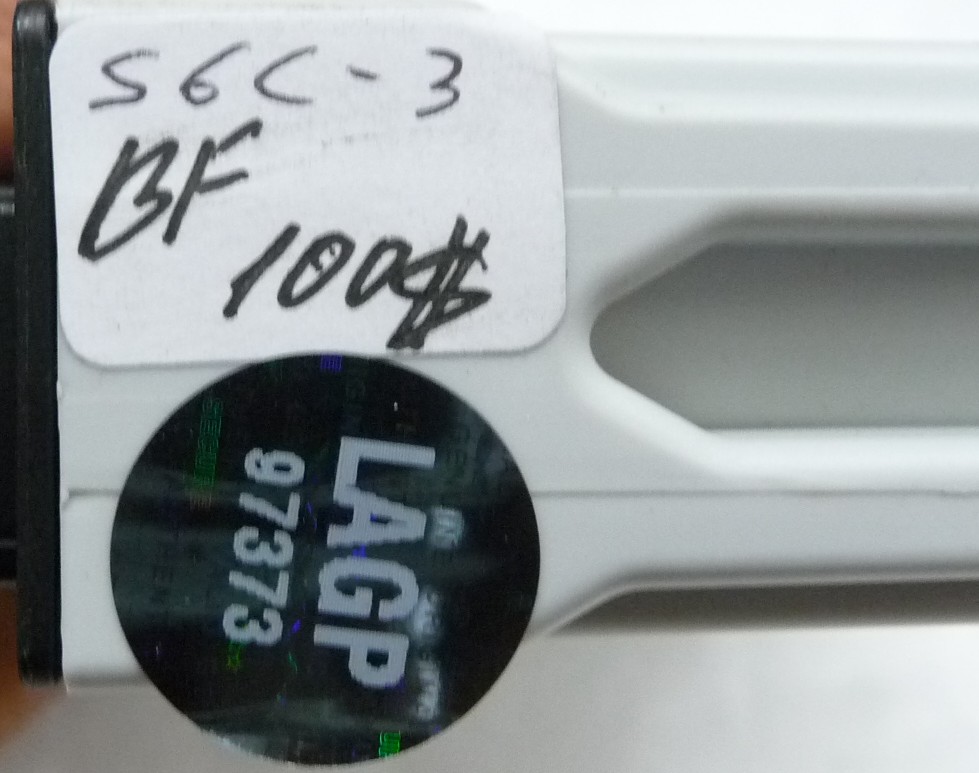 S6C-3
BF
100#
LAGP
97373